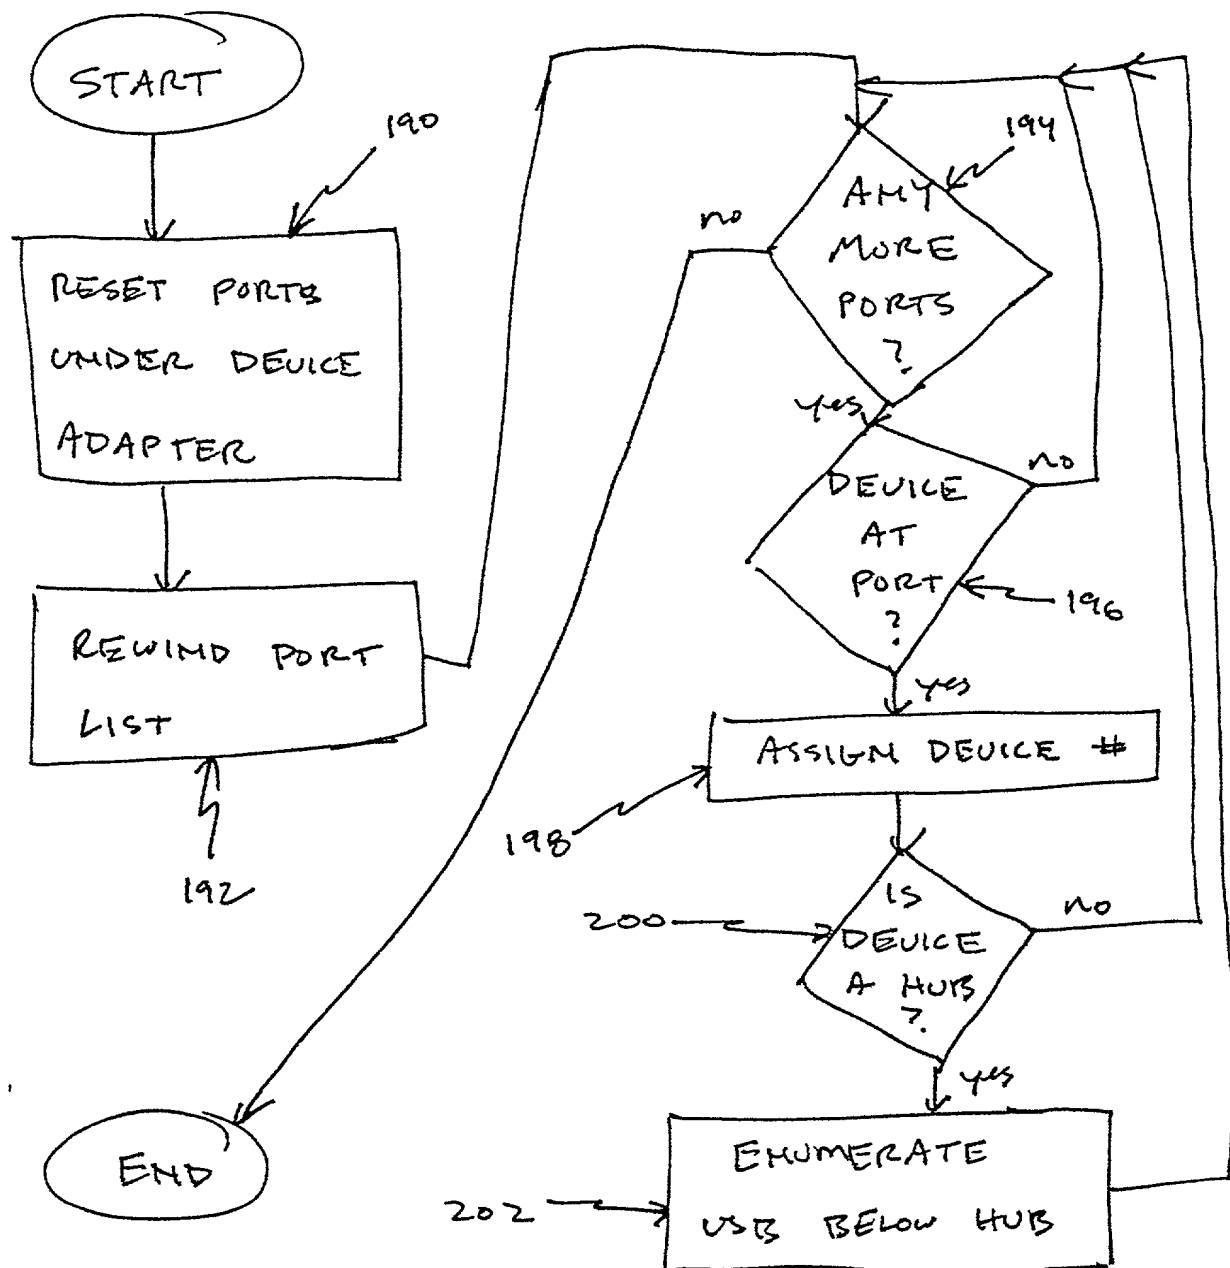 START
190
RESET PORTS
UNDER DEVICE
ADAPTER
REWIND PORT
LIST
192
no
194
ANY
MORE
PORTS
?
yes
no
DEVICE
AT
PORT
?
196
yes
ASSIGN DEVICE #
198
200
IS
DEVICE
A HUB
?
no
yes
END
202
ENUMERATE
USB BELOW HUB